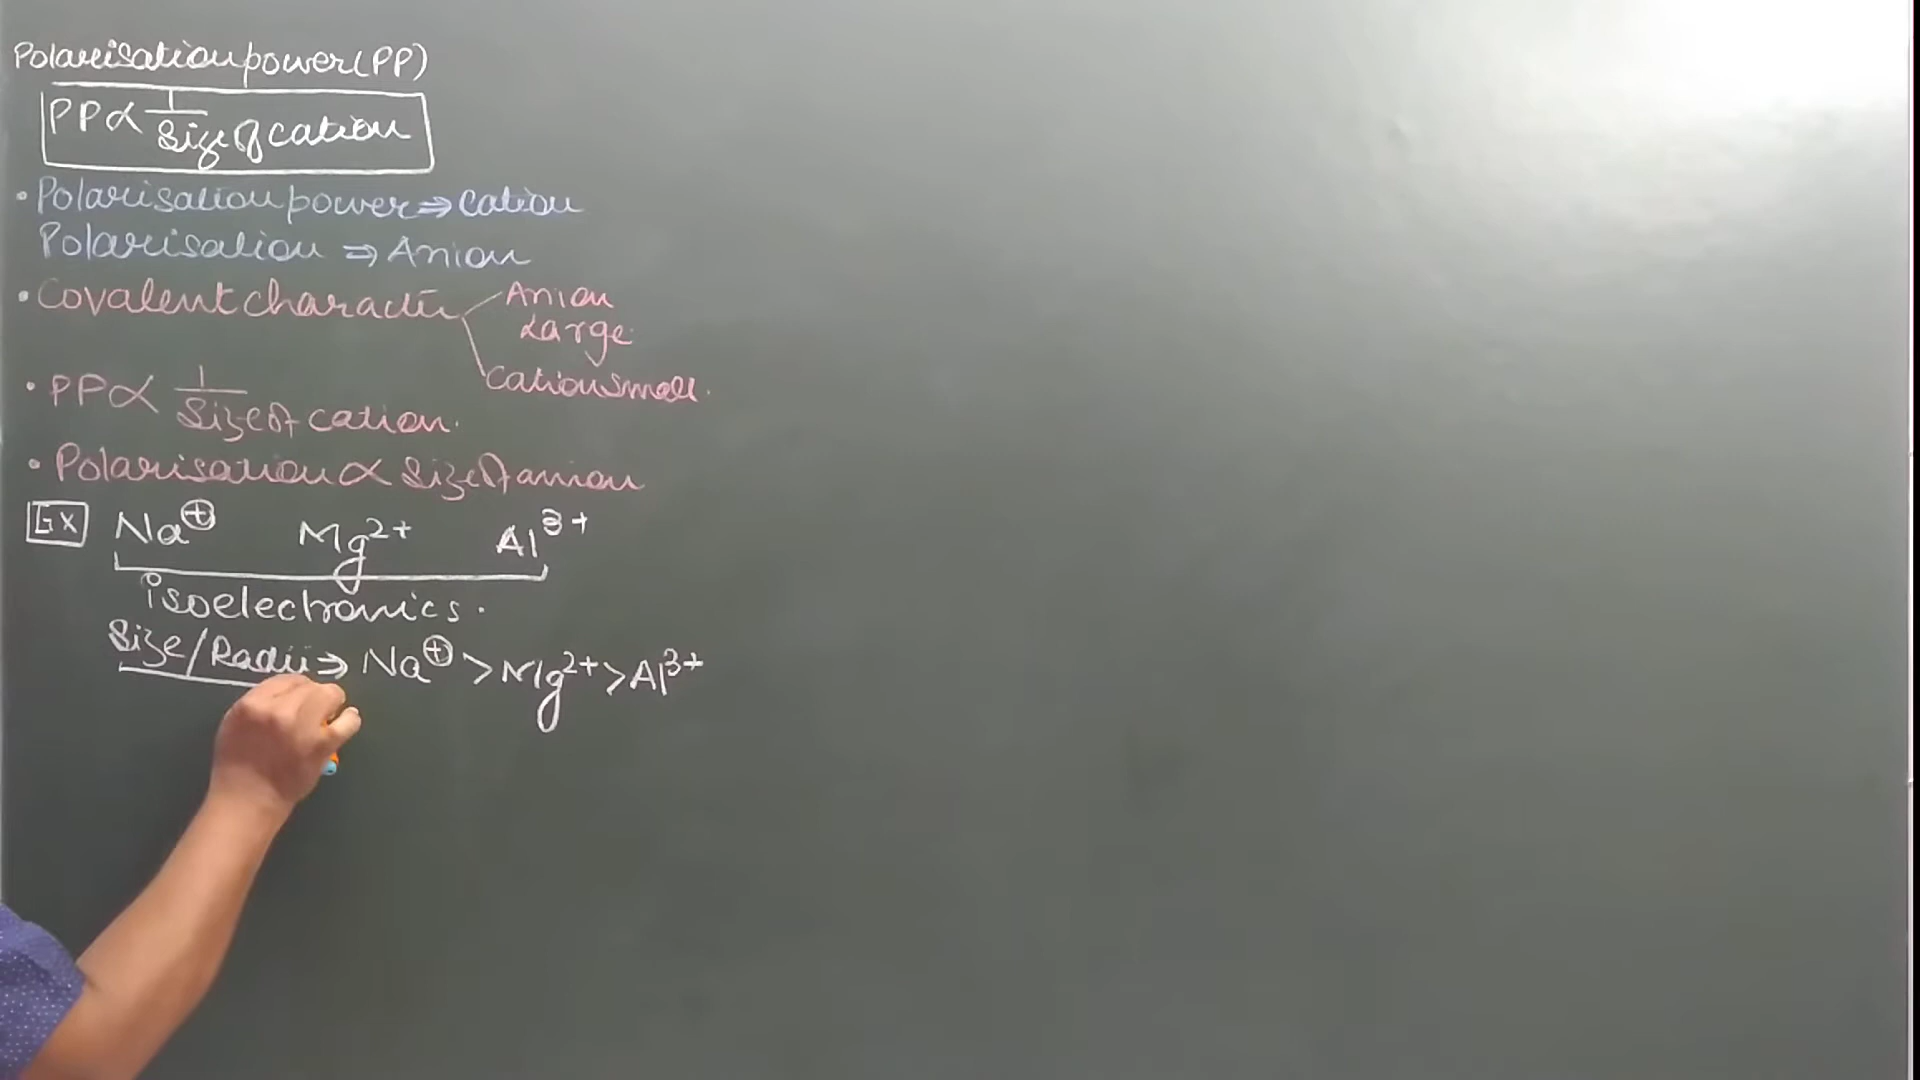 Polarisation power (PP)
PP ∝ 1/Size of cation
• Polarisation power ⇒ cation
Polarisation ⇒ Anion
• Covalent character
Anion
Large
Cation small.
• PP ∝ 1/Size of cation.
• Polarisation ∝ Size of anion
Ex Na⊕ Mg²⁺ Al³⁺
isoelectronics.
Size/Radii ⇒ Na⊕ > Mg²⁺ > Al³⁺